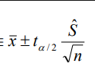 ∈ x̄ ± t_{α/2} Ŝ/√n